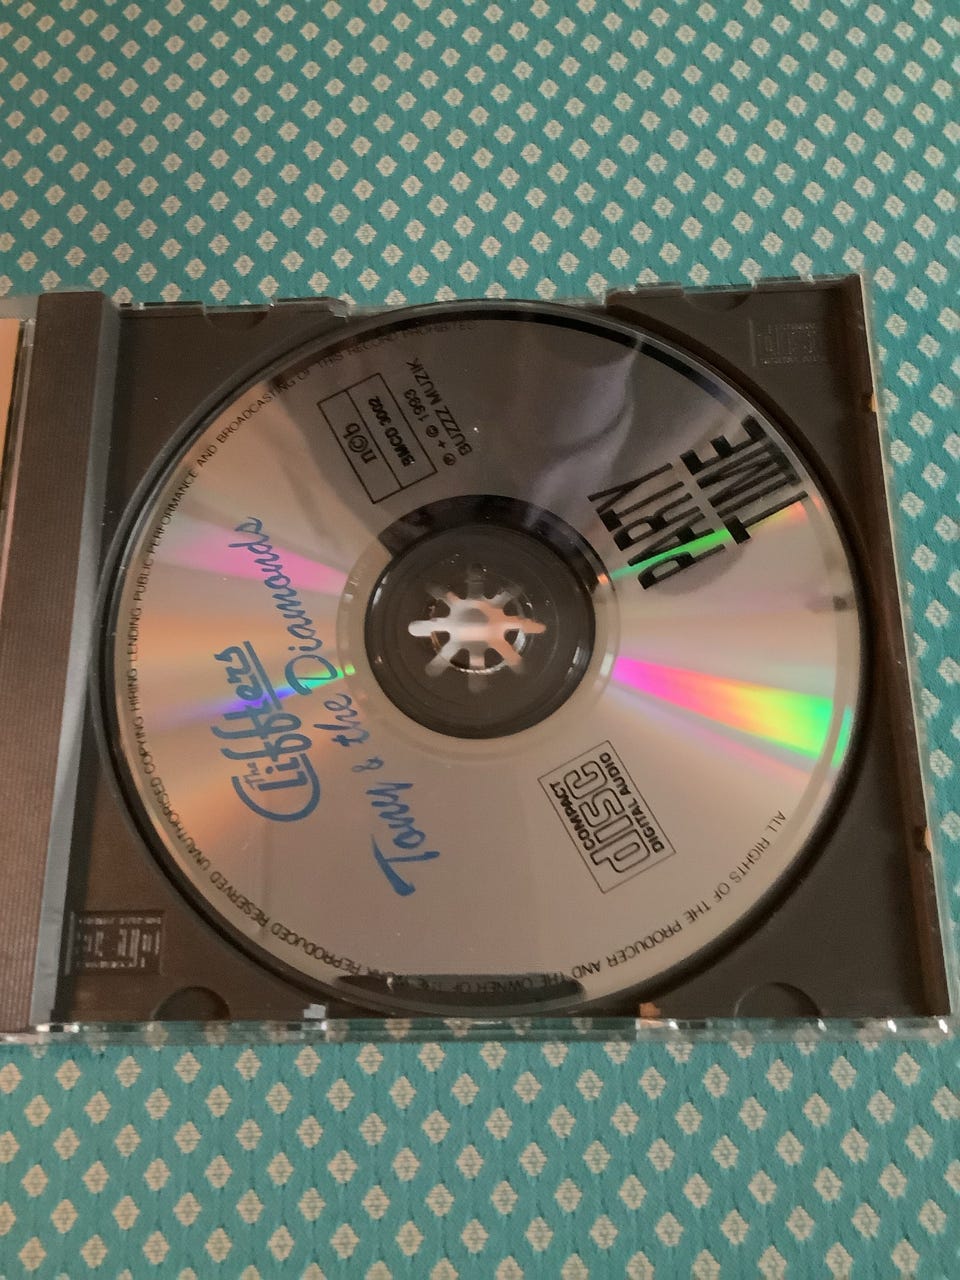 PARTY
TIME
n©b
BMCD 3002
℗ + © 1993
BUZZZ MUZIK
COMPACT
disc
DIGITAL AUDIO
The
Cliffters
Tony & the Diamonds
ALL RIGHTS OF THE PRODUCER AND THE OWNER OF THE WORK REPRODUCED RESERVED UNAUTHORISED COPYING HIRING LENDING PUBLIC PERFORMANCE AND BROADCASTING OF THIS RECORD PROHIBITED